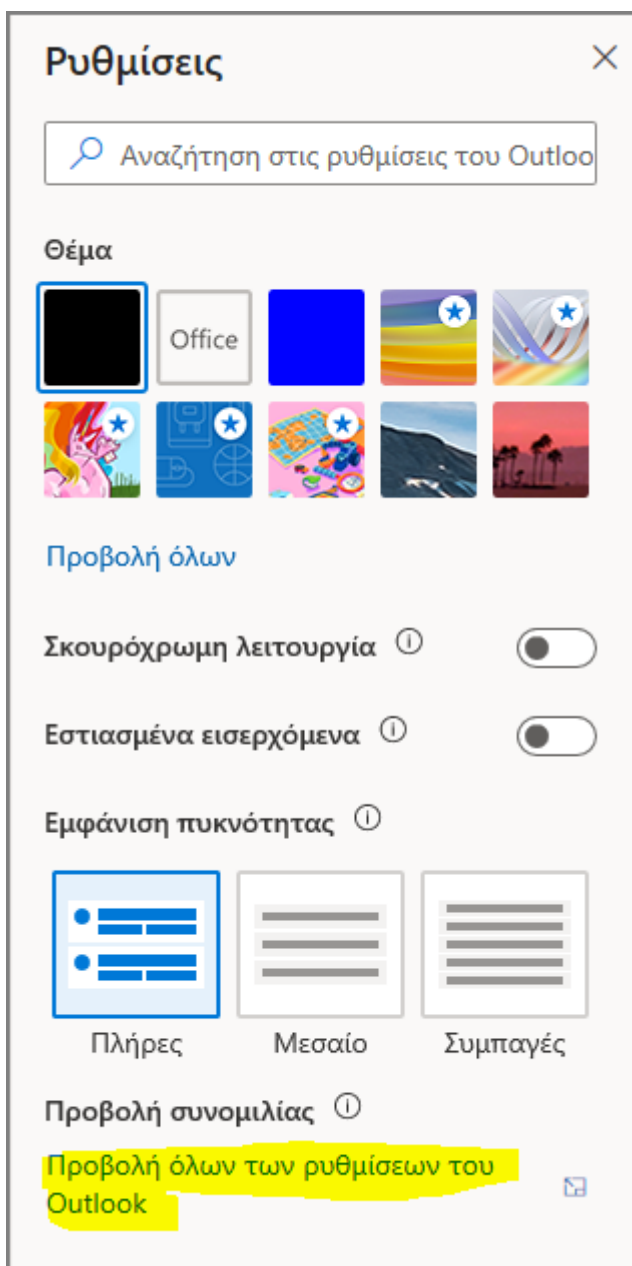 Ρυθμίσεις
Αναζήτηση στις ρυθμίσεις του Outloo
Θέμα
Office
Προβολή όλων
Σκουρόχρωμη λειτουργία
Εστιασμένα εισερχόμενα
Εμφάνιση πυκνότητας
Πλήρες Μεσαίο Συμπαγές
Προβολή συνομιλίας
Προβολή όλων των ρυθμίσεων του
Outlook